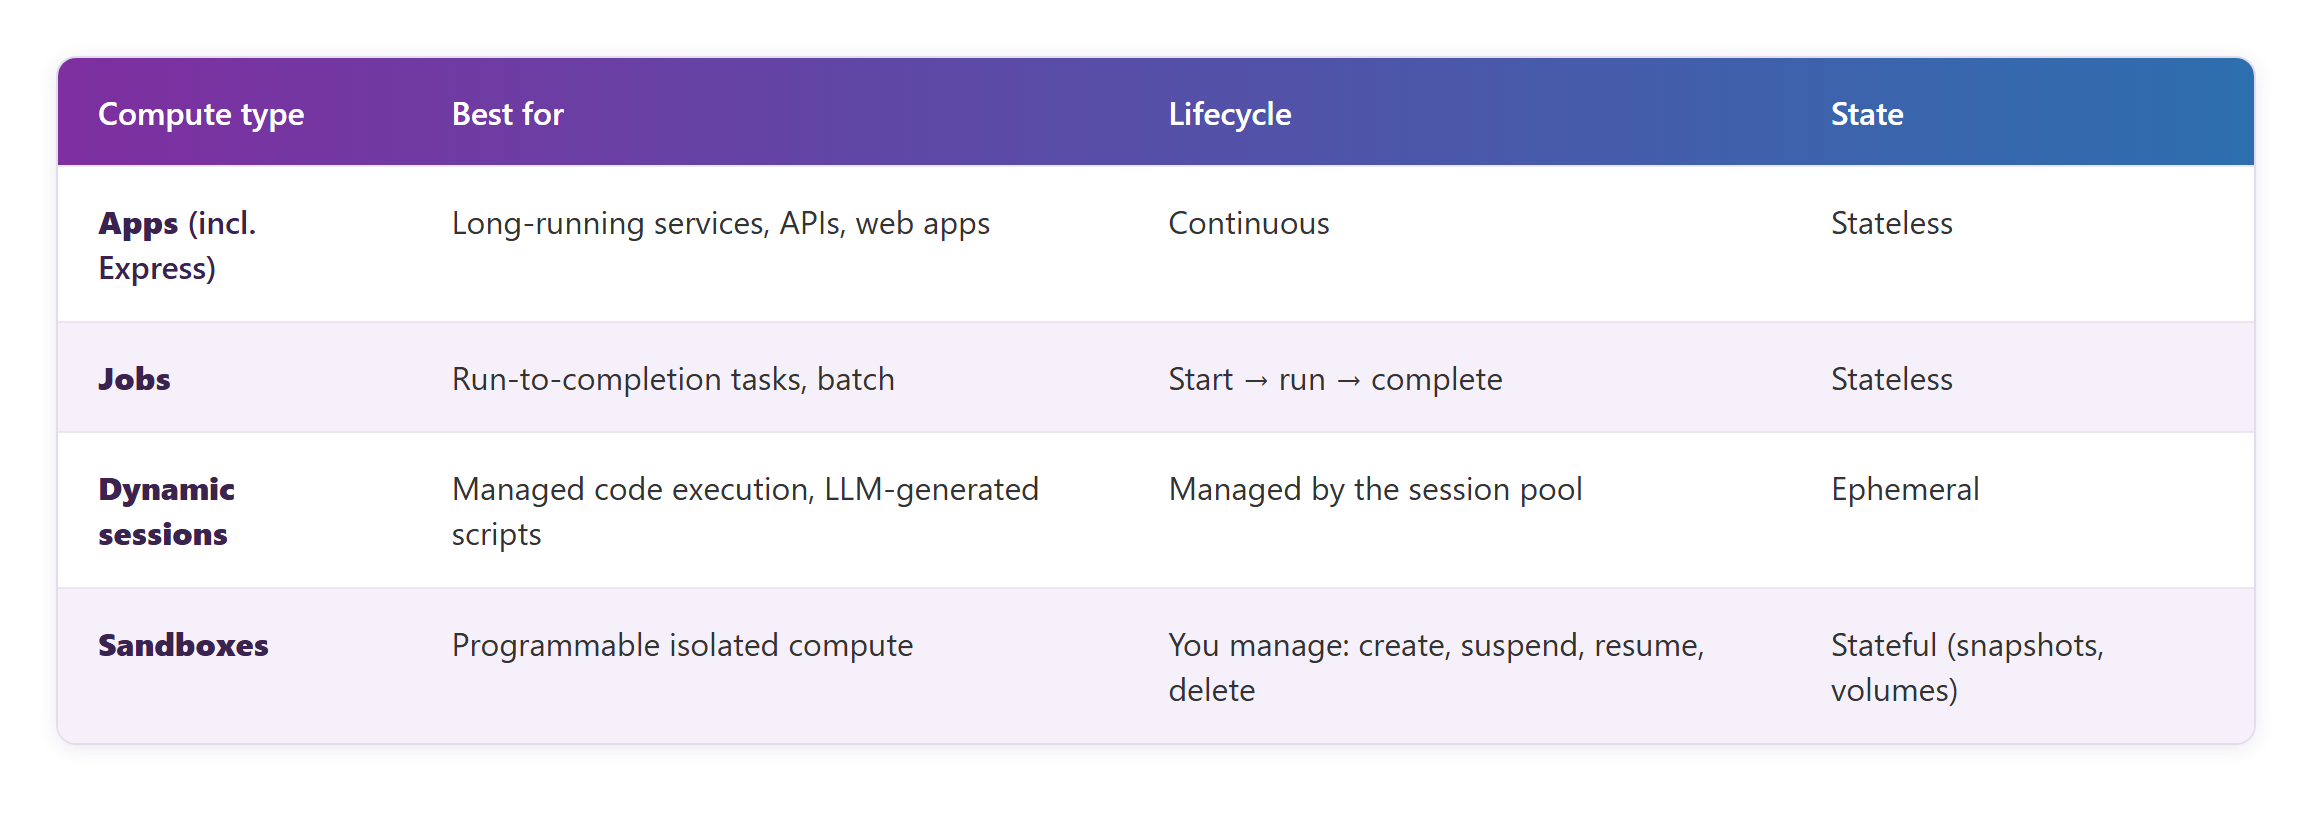 Compute type Best for Lifecycle State
Apps (incl. Long-running services, APIs, web apps Continuous Stateless
Express)
Jobs Run-to-completion tasks, batch Start → run → complete Stateless
Dynamic Managed code execution, LLM-generated Managed by the session pool Ephemeral
sessions scripts
Sandboxes Programmable isolated compute You manage: create, suspend, resume, Stateful (snapshots,
delete volumes)